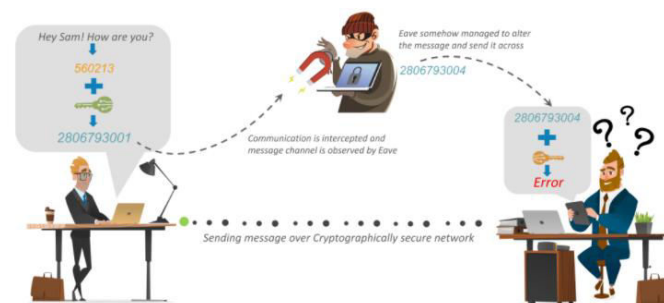 Hey Sam! How are you?
560213
2806793001
Eave somehow managed to alter
the message and send it across
2806793004
Communication is intercepted and
message channel is observed by Eave
2806793004
Error
? ? ?
Sending message over Cryptographically secure network